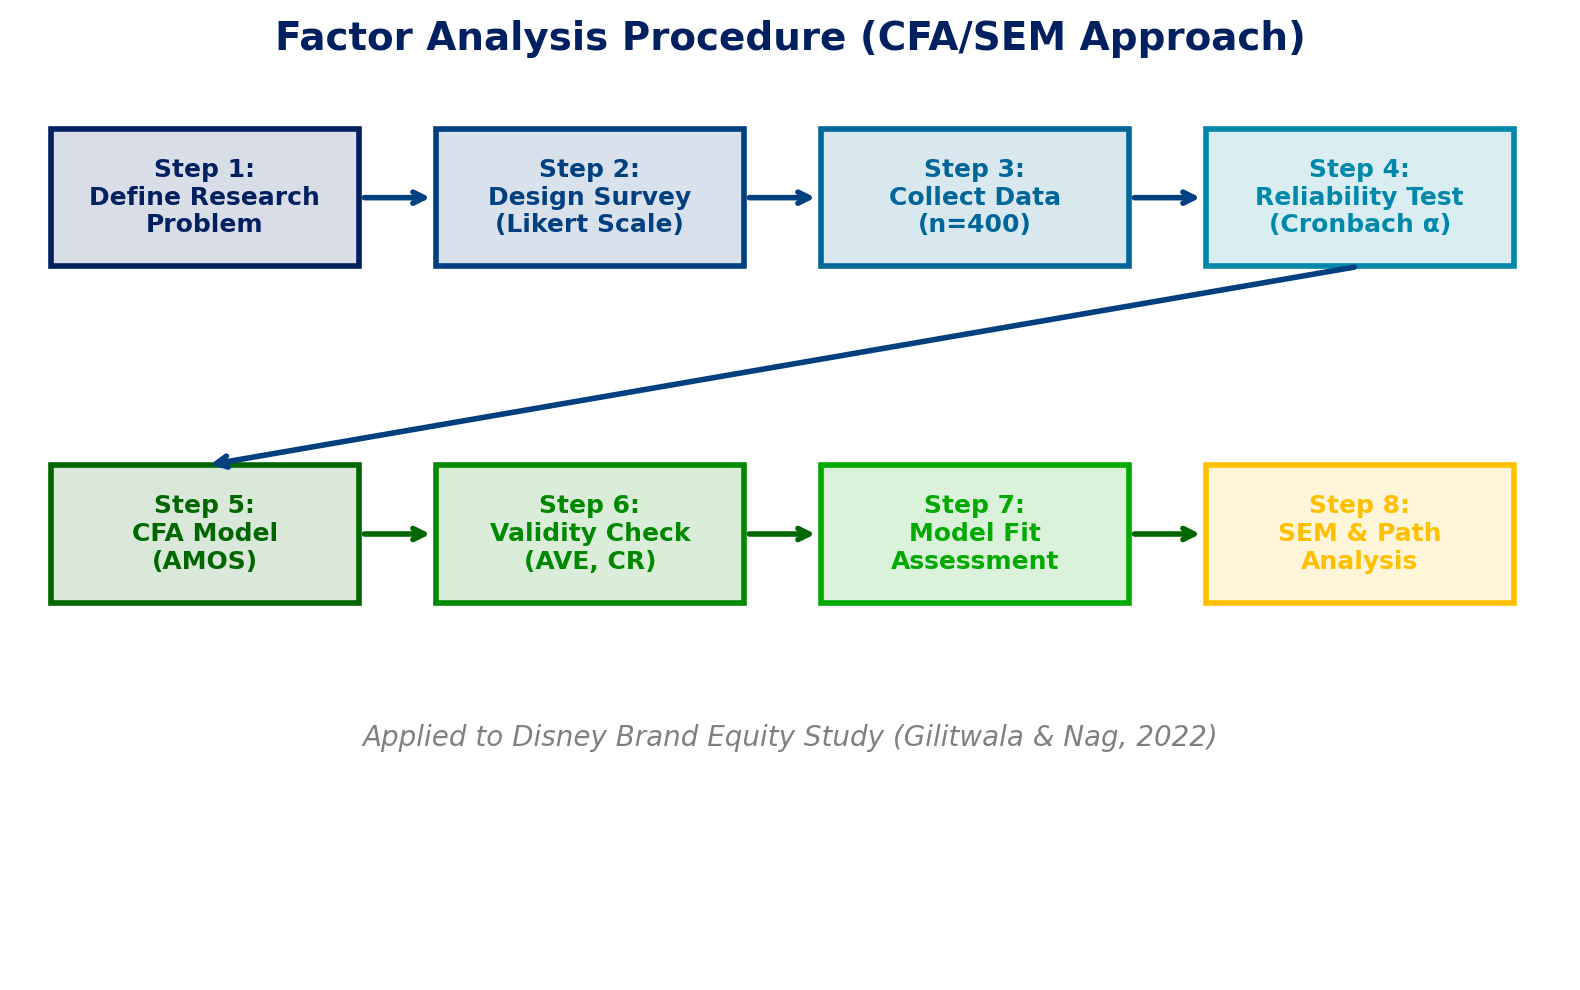 Factor Analysis Procedure (CFA/SEM Approach)
Step 1:
Define Research
Problem
Step 2:
Design Survey
(Likert Scale)
Step 3:
Collect Data
(n=400)
Step 4:
Reliability Test
(Cronbach α)
Step 5:
CFA Model
(AMOS)
Step 6:
Validity Check
(AVE, CR)
Step 7:
Model Fit
Assessment
Step 8:
SEM & Path
Analysis
Applied to Disney Brand Equity Study (Gilitwala & Nag, 2022)